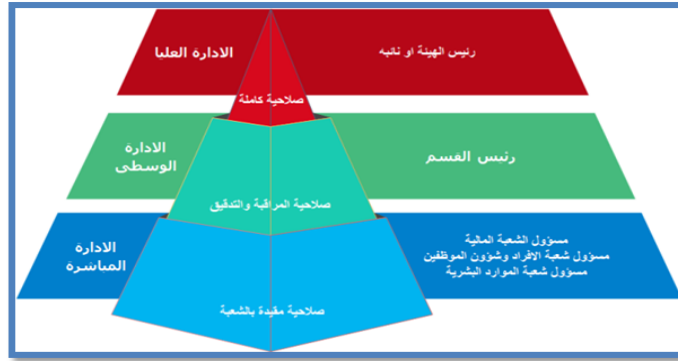 الادارة العليا
رئيس الهيئة او نائبه
صلاحية كاملة
الادارة
الوسطى
رئيس القسم
صلاحية المراقبة والتدقيق
الادارة
المباشرة
مسؤول الشعبة المالية
مسؤول شعبة الافراد وشؤون الموظفين
مسؤول شعبة الموارد البشرية
صلاحية مقيدة بالشعبة